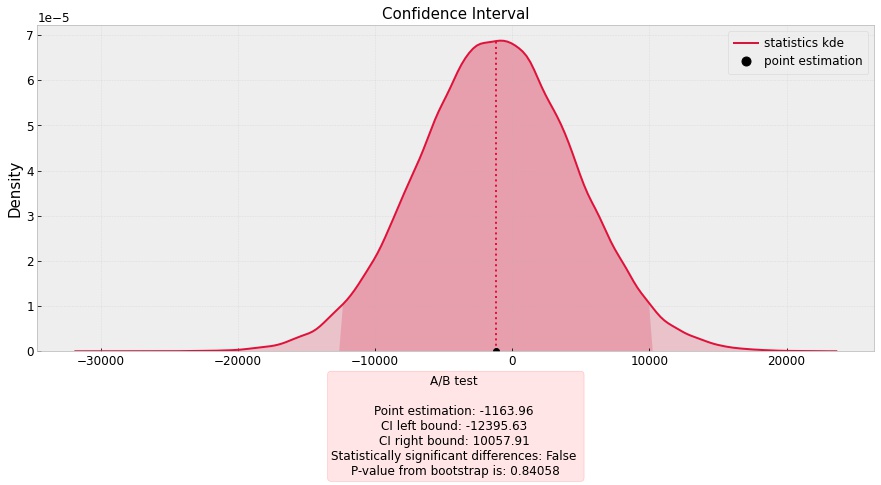 Confidence Interval
1e−5
statistics kde
point estimation
Density
7
6
5
4
3
2
1
0
−30000
−20000
−10000
0
10000
20000
A/B test
Point estimation: -1163.96
CI left bound: -12395.63
CI right bound: 10057.91
Statistically significant differences: False
P-value from bootstrap is: 0.84058